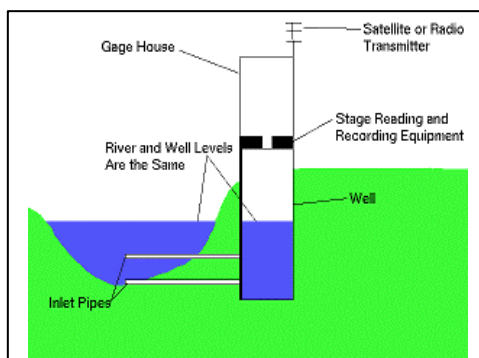 Satellite or Radio
Transmitter
Gage House
Stage Reading and
Recording Equipment
River and Well Levels
Are the Same
Well
Inlet Pipes